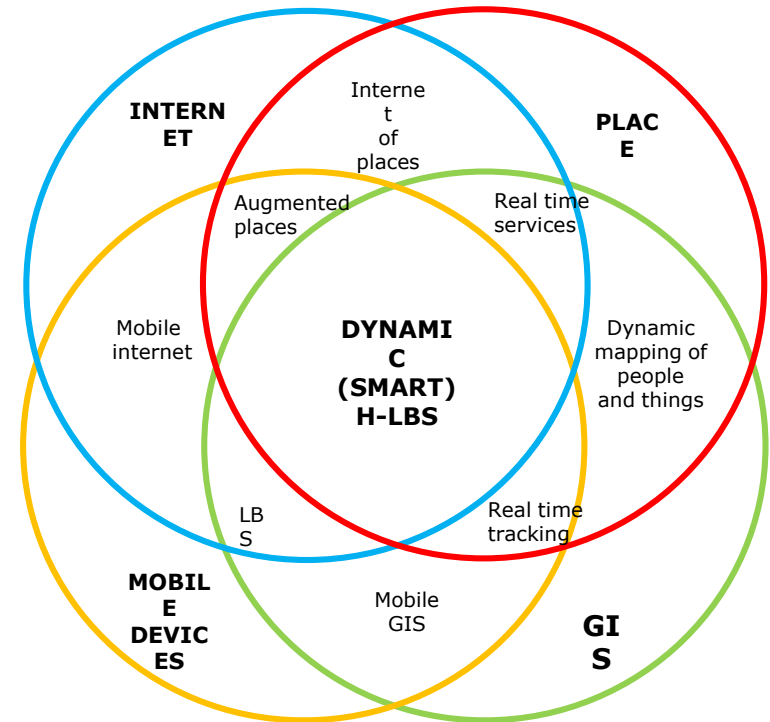 INTERN
ET
Interne
t
of
places
PLAC
E
Augmented
places
Real time
services
Mobile
internet
DYNAMI
C
(SMART)
H-LBS
Dynamic
mapping of
people
and things
LB
S
Real time
tracking
MOBIL
E
DEVIC
ES
Mobile
GIS
GI
S